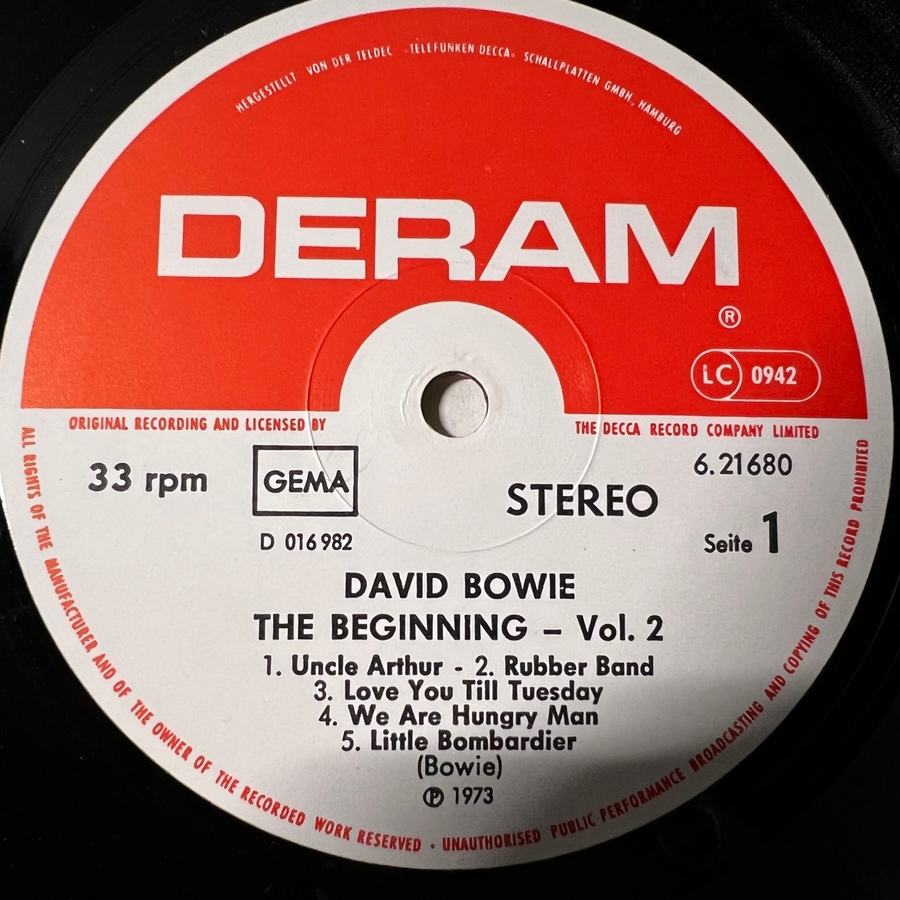 HERGESTELLT VON DER TELDEC »TELEFUNKEN DECCA« SCHALLPLATTEN GMBH., HAMBURG
DERAM
®
LC 0942
ORIGINAL RECORDING AND LICENSED BY THE DECCA RECORD COMPANY LIMITED
33 rpm
GEMA
STEREO
6.21680
D 016 982
Seite 1
DAVID BOWIE
THE BEGINNING – Vol. 2
1. Uncle Arthur - 2. Rubber Band
3. Love You Till Tuesday
4. We Are Hungry Man
5. Little Bombardier
(Bowie)
℗ 1973
ALL RIGHTS OF THE MANUFACTURER AND OF THE OWNER OF THE RECORDED WORK RESERVED · UNAUTHORISED PUBLIC PERFORMANCE BROADCASTING AND COPYING OF THIS RECORD PROHIBITED